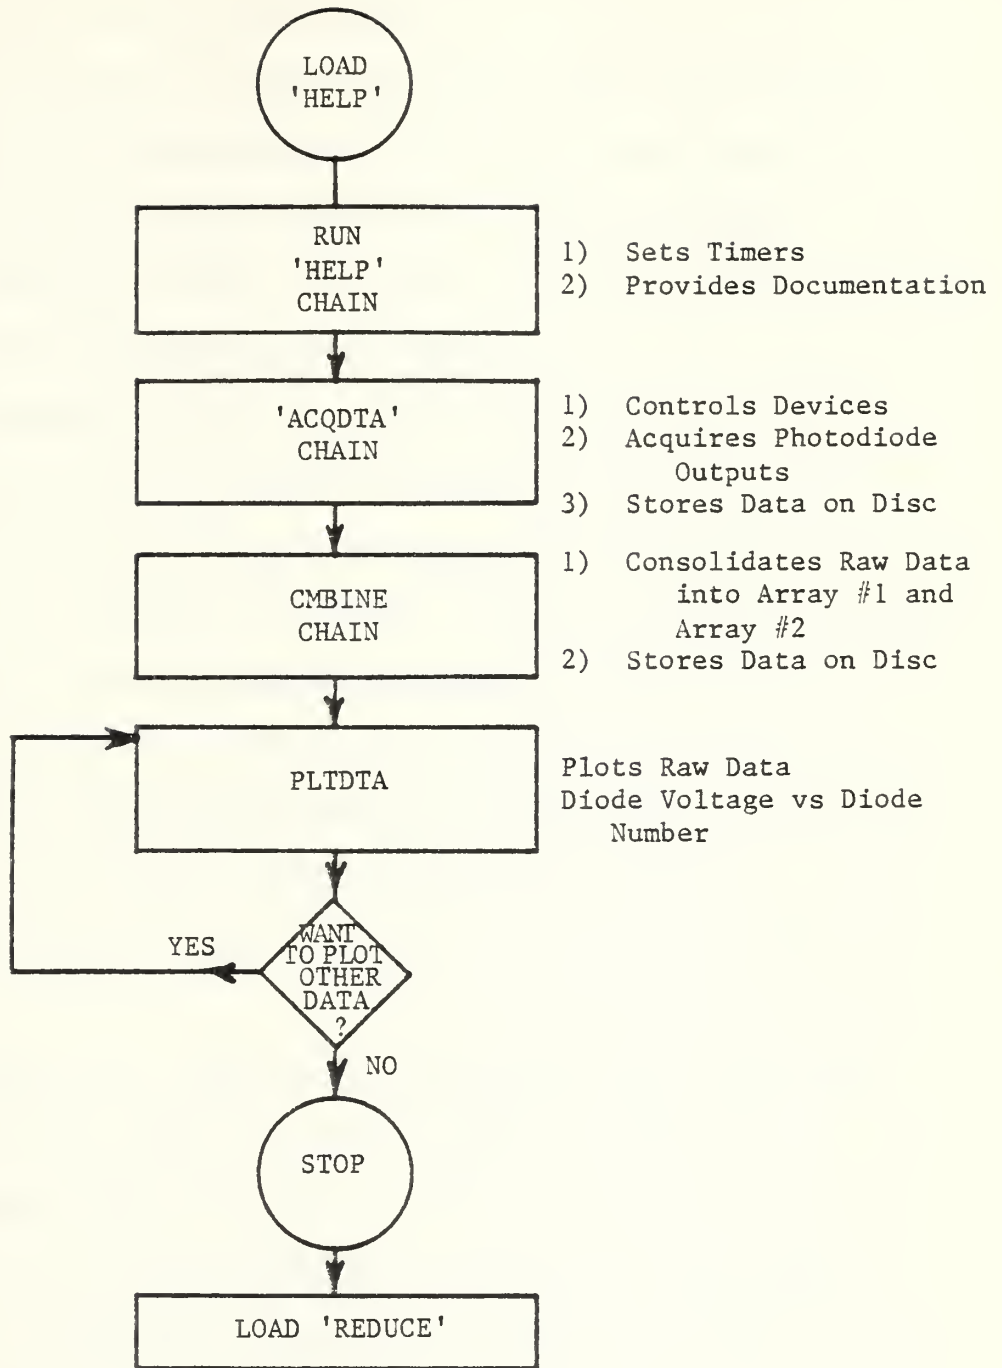 LOAD
'HELP'
RUN
'HELP'
CHAIN
1) Sets Timers
2) Provides Documentation
'ACQDTA'
CHAIN
1) Controls Devices
2) Acquires Photodiode
Outputs
3) Stores Data on Disc
CMBINE
CHAIN
1) Consolidates Raw Data
into Array #1 and
Array #2
2) Stores Data on Disc
PLTDTA
Plots Raw Data
Diode Voltage vs Diode
Number
WANT
TO PLOT
OTHER
DATA
?
YES
NO
STOP
LOAD 'REDUCE'